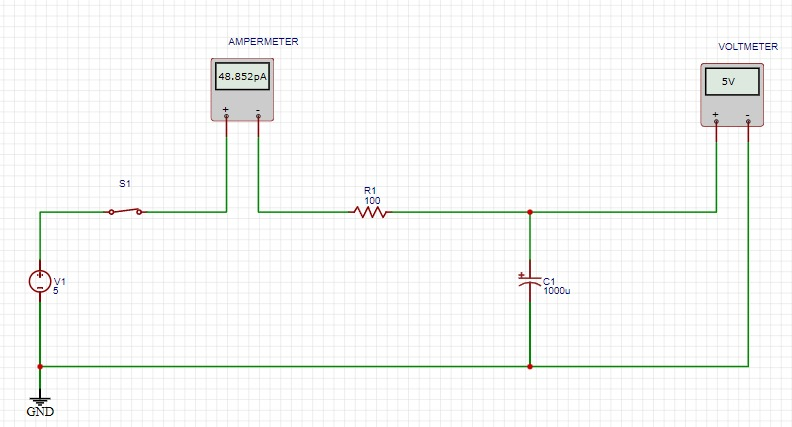 AMPERMETER
VOLTMETER
48.852pA
5V
+ -
+ -
S1
R1
100
V1
5
C1
1000u
GND